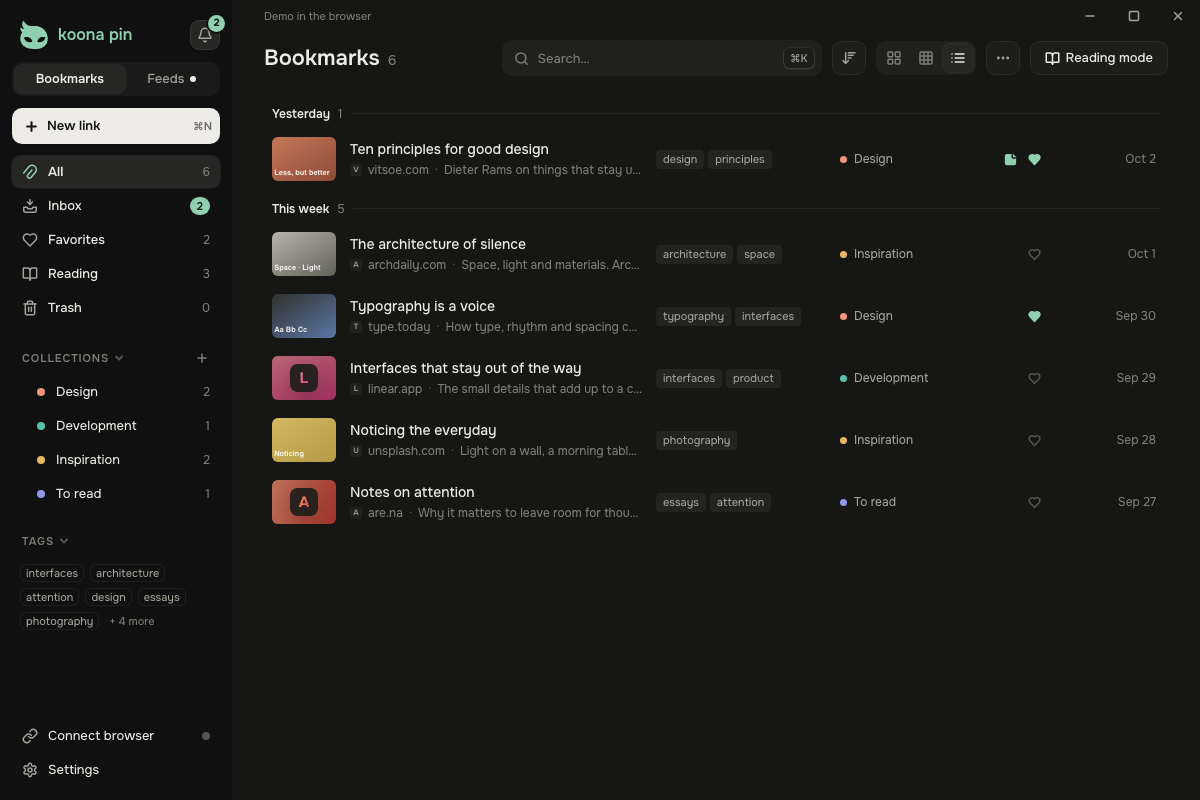 Demo in the browser
koona pin
2
Bookmarks
Feeds
New link
⌘N
All
6
Inbox
2
Favorites
2
Reading
3
Trash
0
COLLECTIONS
Design
2
Development
1
Inspiration
2
To read
1
TAGS
interfaces
architecture
attention
design
essays
photography
+ 4 more
Connect browser
Settings
Bookmarks 6
Search...
⌘K
Reading mode
Yesterday 1
Less, but better
Ten principles for good design
V vitsoe.com · Dieter Rams on things that stay u...
design
principles
Design
Oct 2
This week 5
Space · Light
The architecture of silence
A archdaily.com · Space, light and materials. Arc...
architecture
space
Inspiration
Oct 1
Aa Bb Cc
Typography is a voice
T type.today · How type, rhythm and spacing c...
typography
interfaces
Design
Sep 30
L
Interfaces that stay out of the way
L linear.app · The small details that add up to a c...
interfaces
product
Development
Sep 29
Noticing
Noticing the everyday
U unsplash.com · Light on a wall, a morning tabl...
photography
Inspiration
Sep 28
A
Notes on attention
A are.na · Why it matters to leave room for thou...
essays
attention
To read
Sep 27